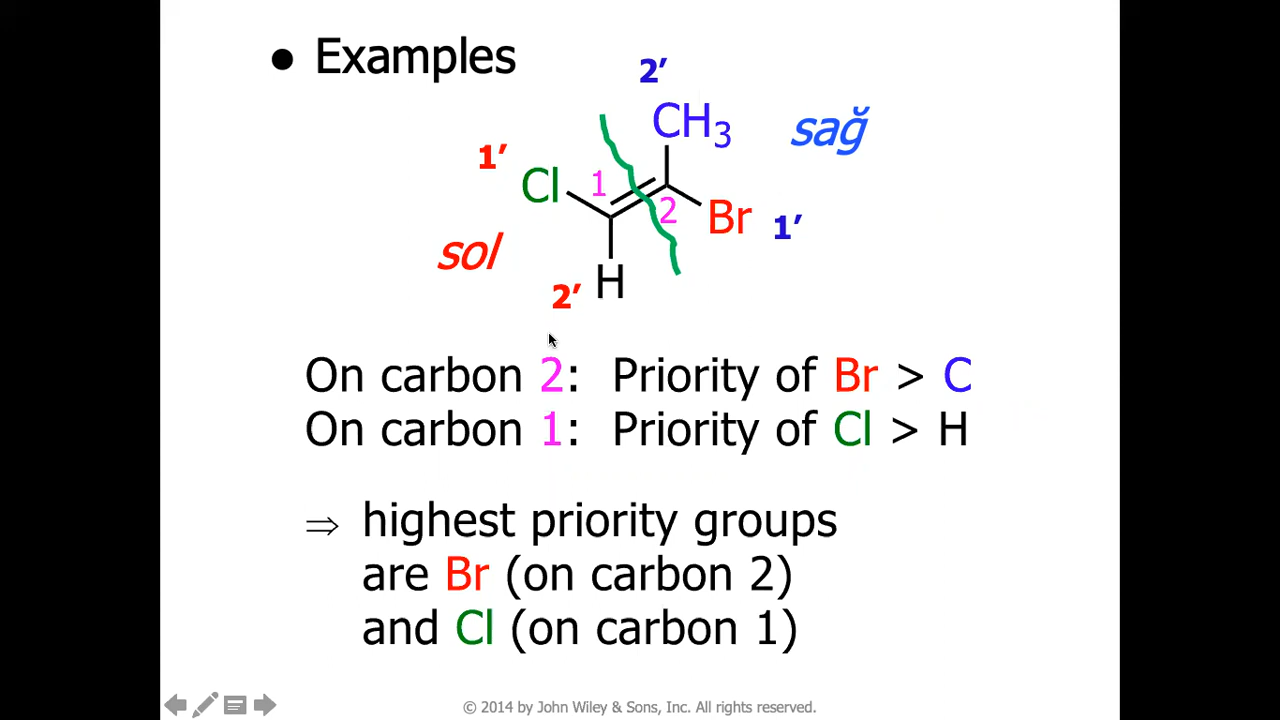 ● Examples
2′
CH₃
sağ
1′
Cl
1
2
Br
1′
sol
H
2′
On carbon 2: Priority of Br > C
On carbon 1: Priority of Cl > H
⇒ highest priority groups
are Br (on carbon 2)
and Cl (on carbon 1)
© 2014 by John Wiley & Sons, Inc. All rights reserved.